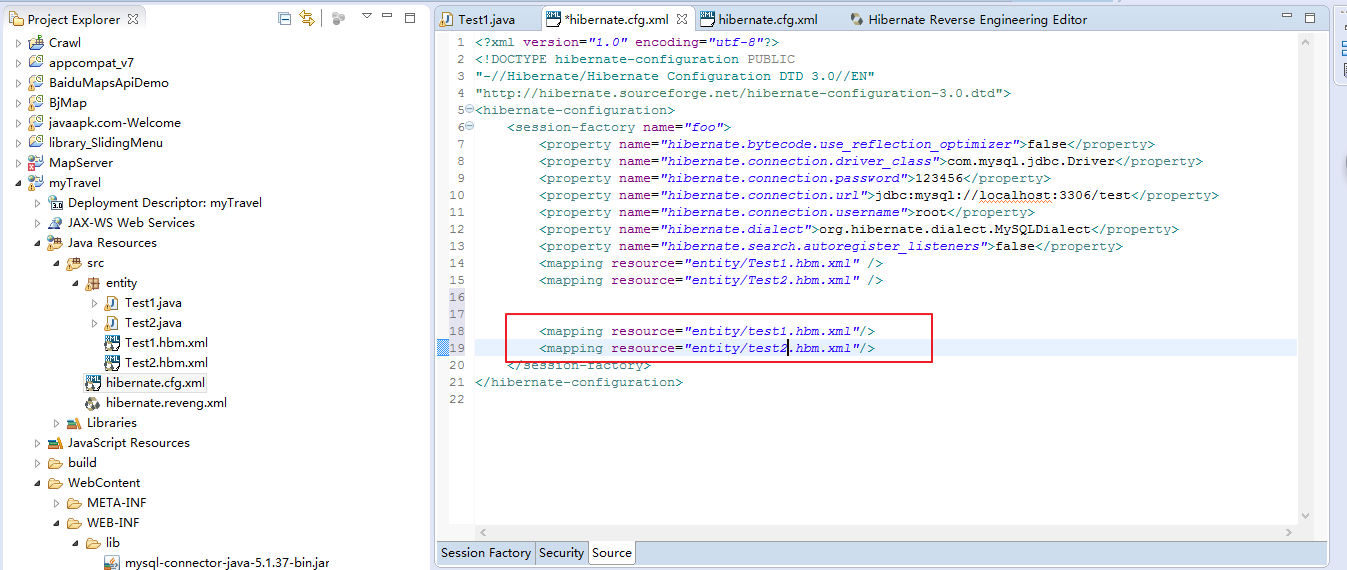 Project Explorer
Crawl
appcompat_v7
BaiduMapsApiDemo
BjMap
javaapk.com-Welcome
library_SlidingMenu
MapServer
myTravel
Deployment Descriptor: myTravel
JAX-WS Web Services
Java Resources
src
entity
Test1.java
Test2.java
Test1.hbm.xml
Test2.hbm.xml
hibernate.cfg.xml
hibernate.reveng.xml
Libraries
JavaScript Resources
build
WebContent
META-INF
WEB-INF
lib
mysql-connector-java-5.1.37-bin.jar
Test1.java *hibernate.cfg.xml hibernate.cfg.xml Hibernate Reverse Engineering Editor
1 <?xml version="1.0" encoding="utf-8"?>
2 <!DOCTYPE hibernate-configuration PUBLIC
3 "-//Hibernate/Hibernate Configuration DTD 3.0//EN"
4 "http://hibernate.sourceforge.net/hibernate-configuration-3.0.dtd">
5 <hibernate-configuration>
6 <session-factory name="foo">
7 <property name="hibernate.bytecode.use_reflection_optimizer">false</property>
8 <property name="hibernate.connection.driver_class">com.mysql.jdbc.Driver</property>
9 <property name="hibernate.connection.password">123456</property>
10 <property name="hibernate.connection.url">jdbc:mysql://localhost:3306/test</property>
11 <property name="hibernate.connection.username">root</property>
12 <property name="hibernate.dialect">org.hibernate.dialect.MySQLDialect</property>
13 <property name="hibernate.search.autoregister_listeners">false</property>
14 <mapping resource="entity/Test1.hbm.xml" />
15 <mapping resource="entity/Test2.hbm.xml" />
16
17
18 <mapping resource="entity/test1.hbm.xml"/>
19 <mapping resource="entity/test2.hbm.xml"/>
20 </session-factory>
21 </hibernate-configuration>
22
Session Factory Security Source